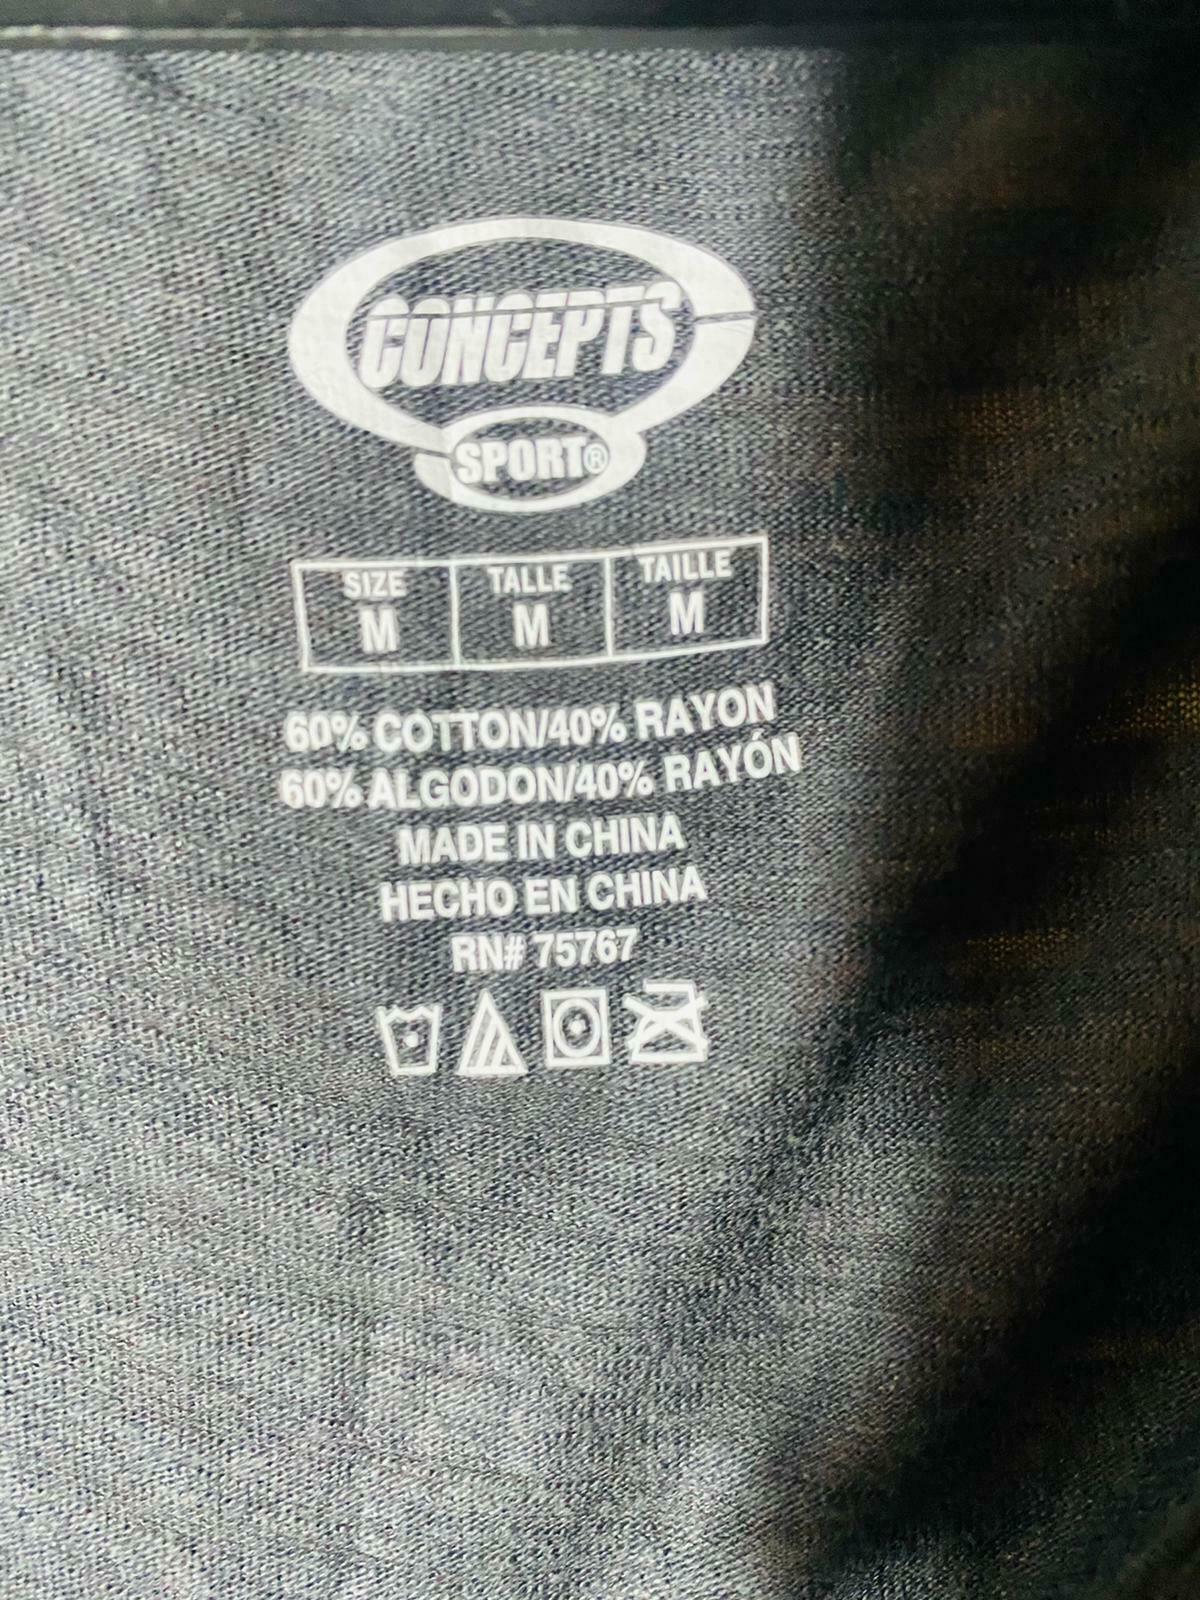 CONCEPTS
SPORT®
SIZE TALLE TAILLE
M M M
60% COTTON/40% RAYON
60% ALGODON/40% RAYÓN
MADE IN CHINA
HECHO EN CHINA
RN# 75767